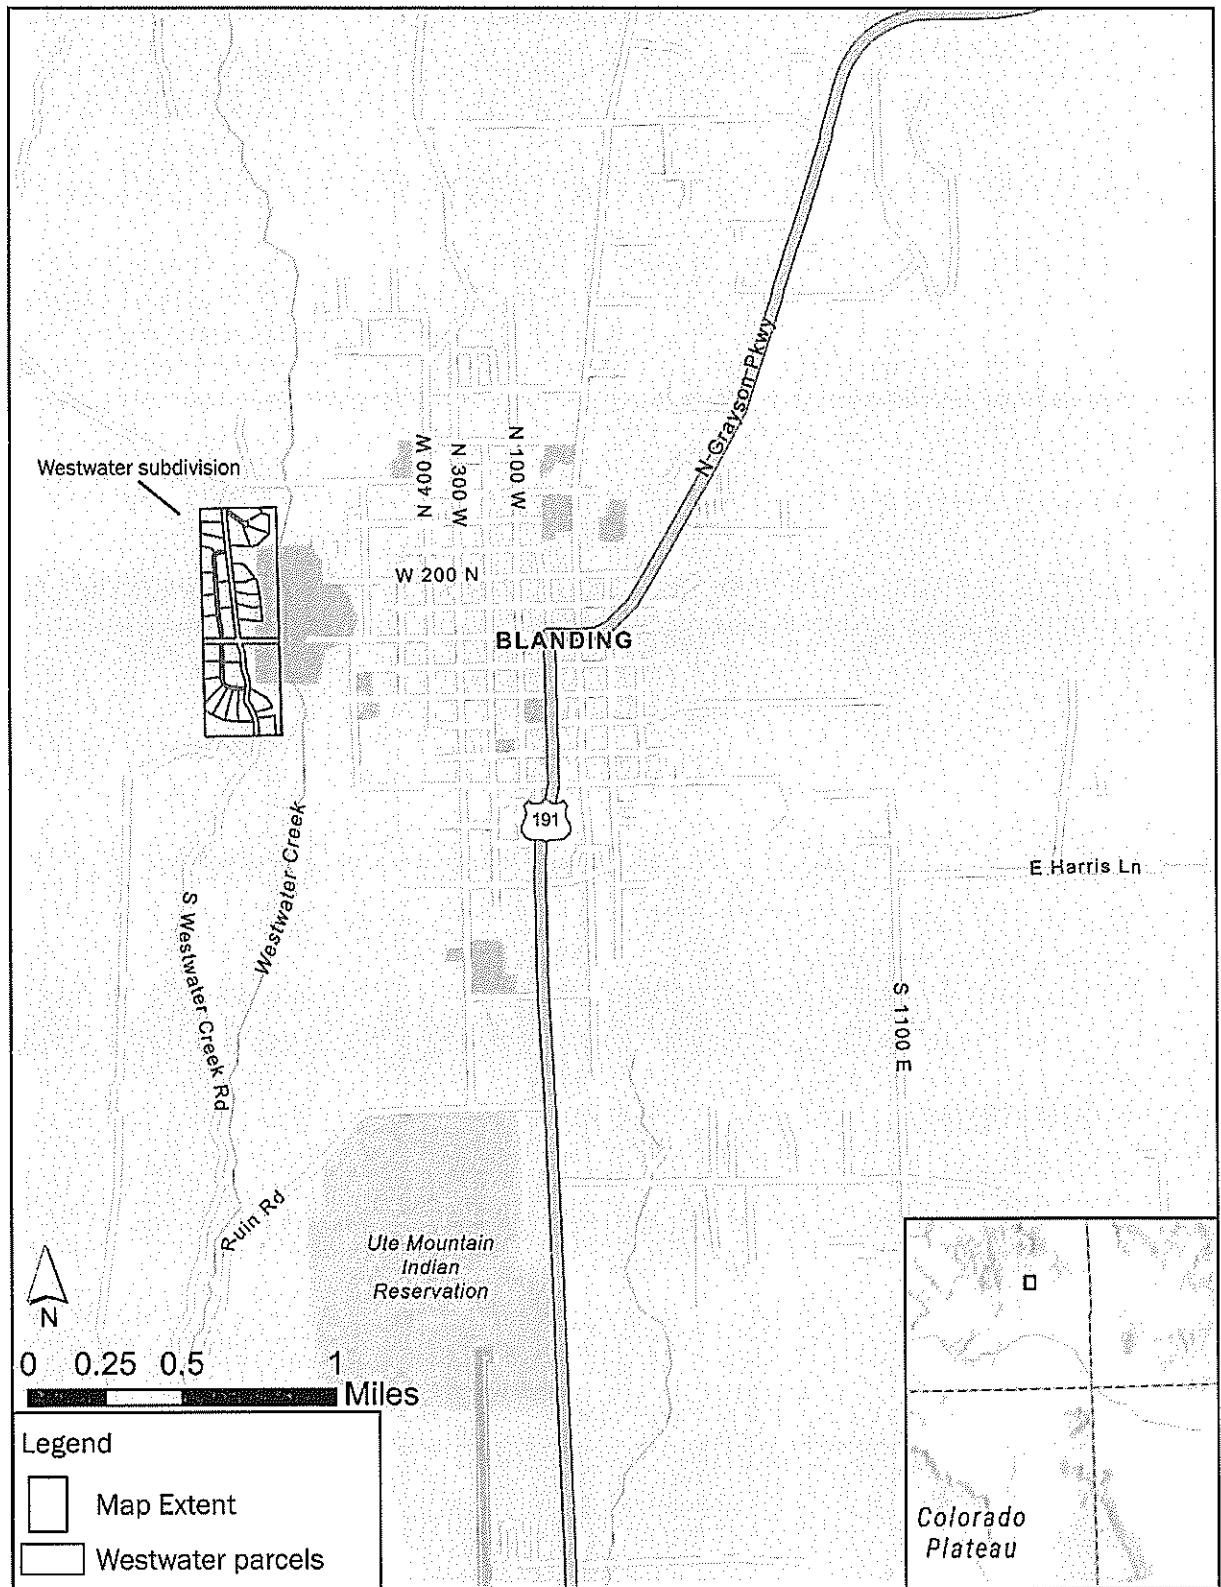 N Grayson Pkwy
N 400 W
N 300 W
N 100 W
Westwater subdivision
W 200 N
BLANDING
191
Westwater Creek
S Westwater Creek Rd
E Harris Ln
S 1100 E
Ruin Rd
Ute Mountain
Indian
Reservation
N
0 0.25 0.5 1
Miles
Legend
Map Extent
Westwater parcels
Colorado
Plateau